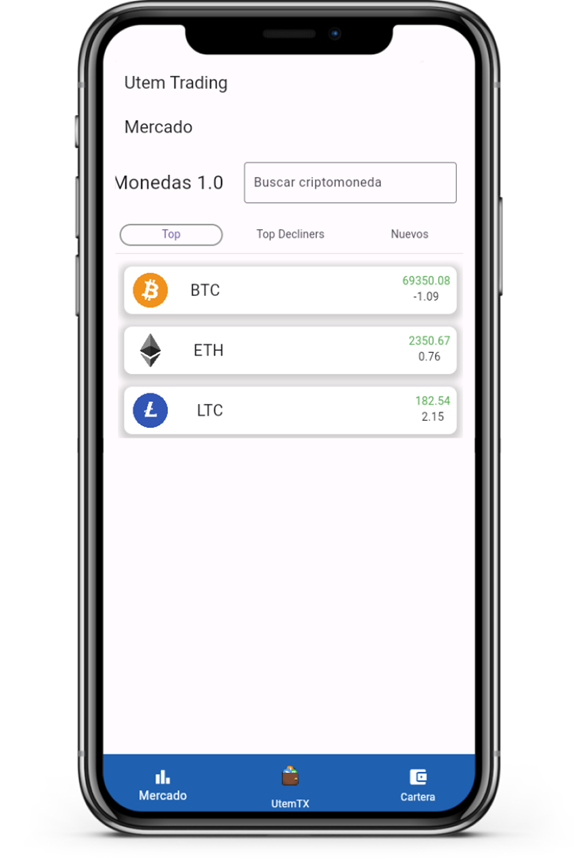 Utem Trading
Mercado
Monedas 1.0
Buscar criptomoneda
Top Top Decliners Nuevos
BTC 69350.08
-1.09
ETH 2350.67
0.76
LTC 182.54
2.15
Mercado UtemTX Cartera